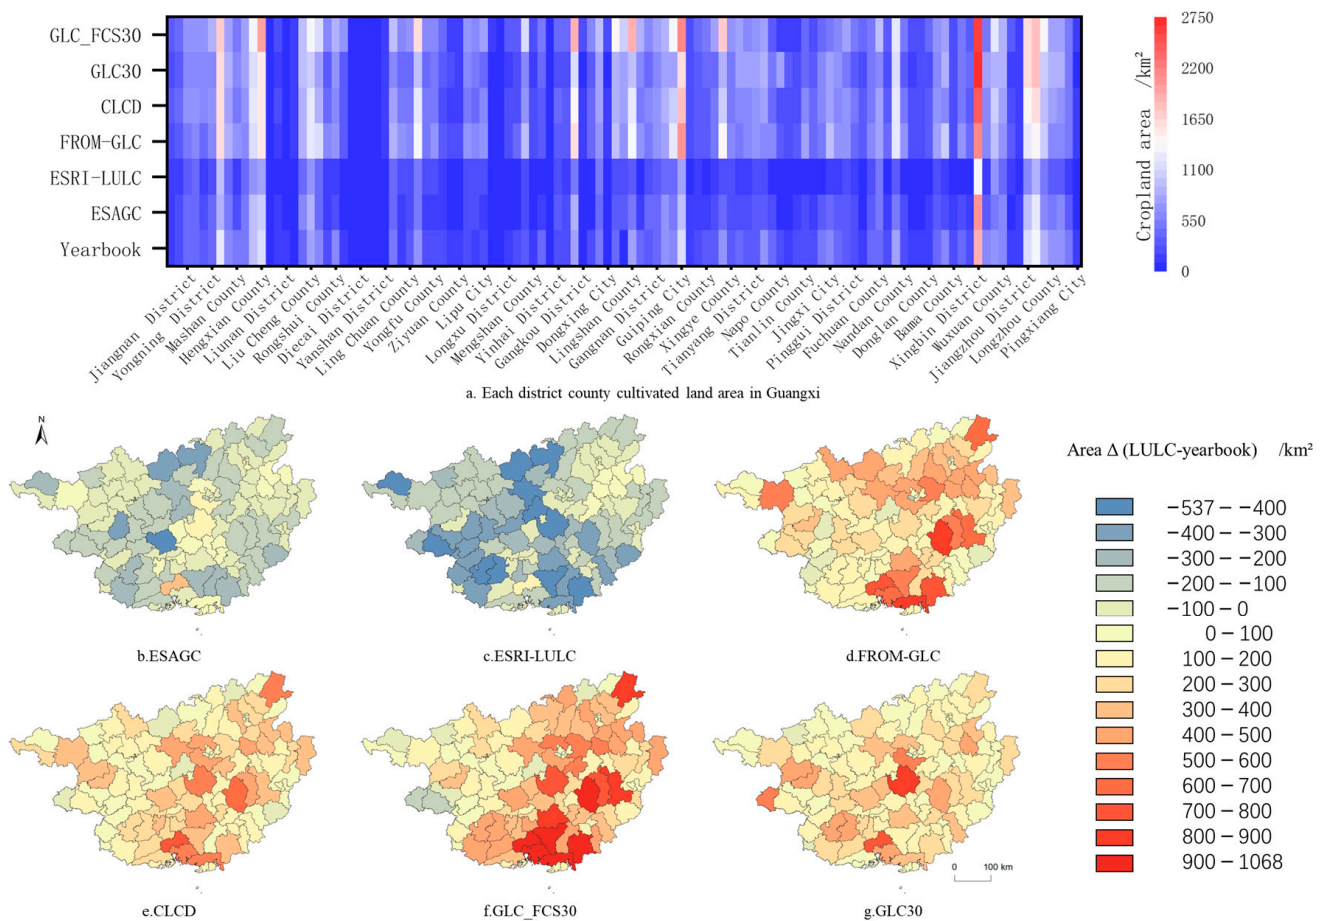 GLC_FCS30
GLC30
CLCD
FROM-GLC
ESRI-LULC
ESAGC
Yearbook
2750
2200
1650
1100
550
0
Cropland area /km²
Jiangnan District
Yongning District
Mashan County
Hengxian County
Liunan District
Liu Cheng County
Rongshui County
Diecai District
Yanshan District
Ling Chuan County
Yongfu County
Ziyuan County
Lipu City
Longxu District
Mengshan County
Yinhai District
Gangkou District
Dongxing City
Lingshan County
Gangnan District
Guiping City
Rongxian County
Xingye County
Tianyang District
Napo County
Tianlin County
Jingxi City
Pinggui District
Fuchuan County
Nandan County
Donglan County
Bama County
Xingbin District
Wuxuan County
Jiangzhou District
Longzhou County
Pingxiang City
a. Each district county cultivated land area in Guangxi
N
b.ESAGC
c.ESRI-LULC
d.FROM-GLC
e.CLCD
f.GLC_FCS30
g.GLC30
0 100 km
Area Δ (LULC-yearbook) /km²
−537 − −400
−400 − −300
−300 − −200
−200 − −100
−100 − 0
0 − 100
100 − 200
200 − 300
300 − 400
400 − 500
500 − 600
600 − 700
700 − 800
800 − 900
900 − 1068